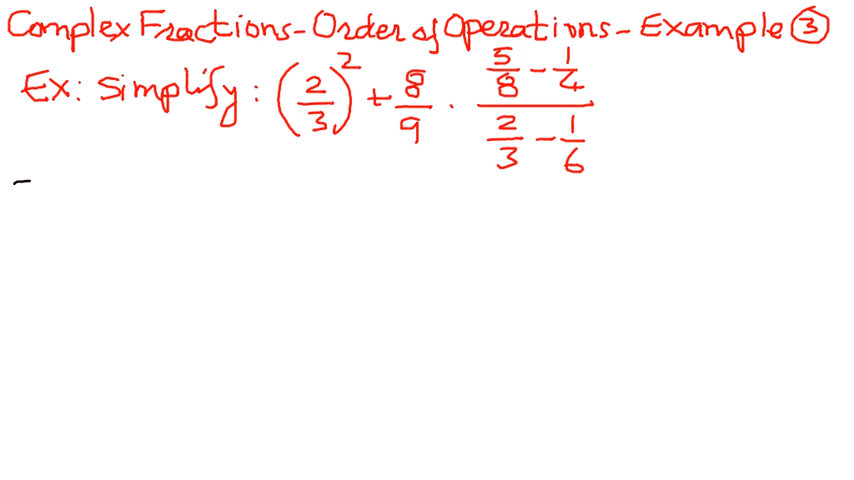 Complex Fractions - Order of Operations - Example ③
Ex: Simplify: (2/3)² + 8/9 · (5/8 - 1/4)/(2/3 - 1/6)